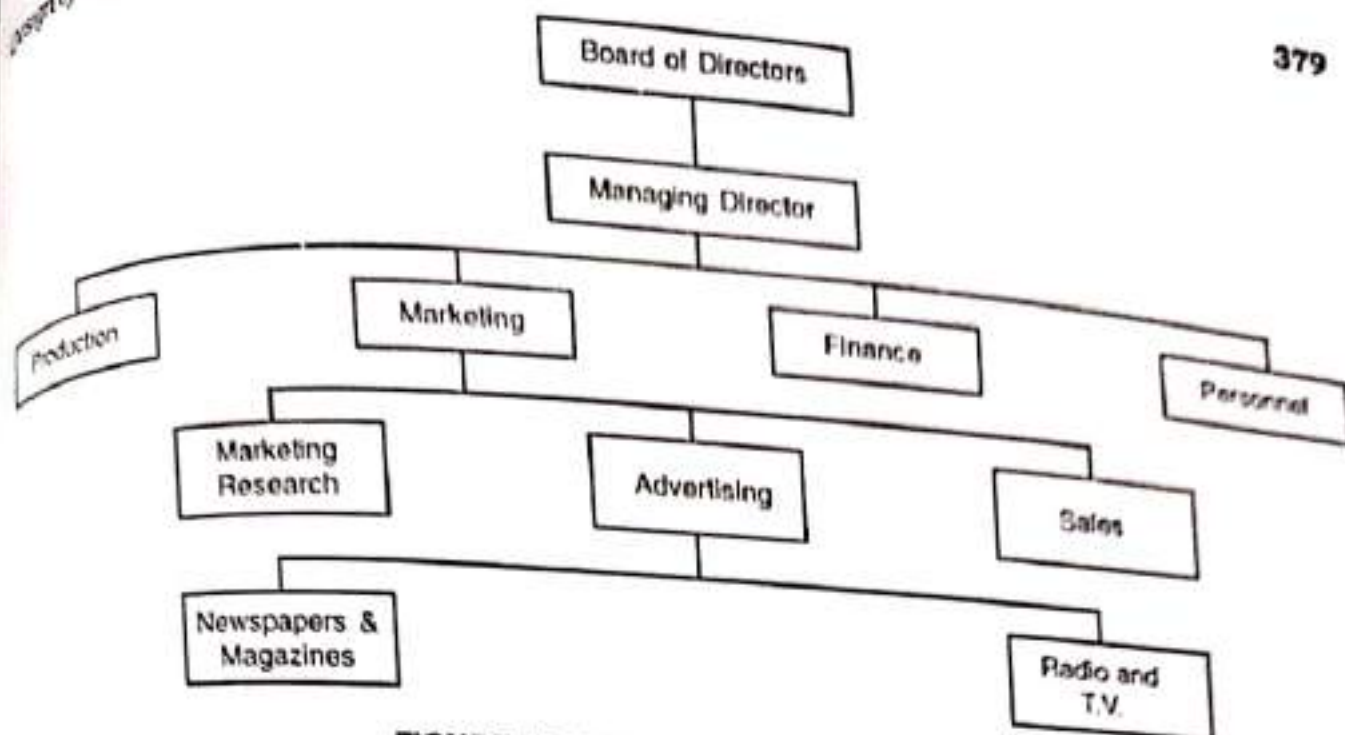 379
Board of Directors
Managing Director
Production
Marketing
Finance
Personnel
Marketing
Research
Advertising
Sales
Newspapers &
Magazines
Radio and
T.V.